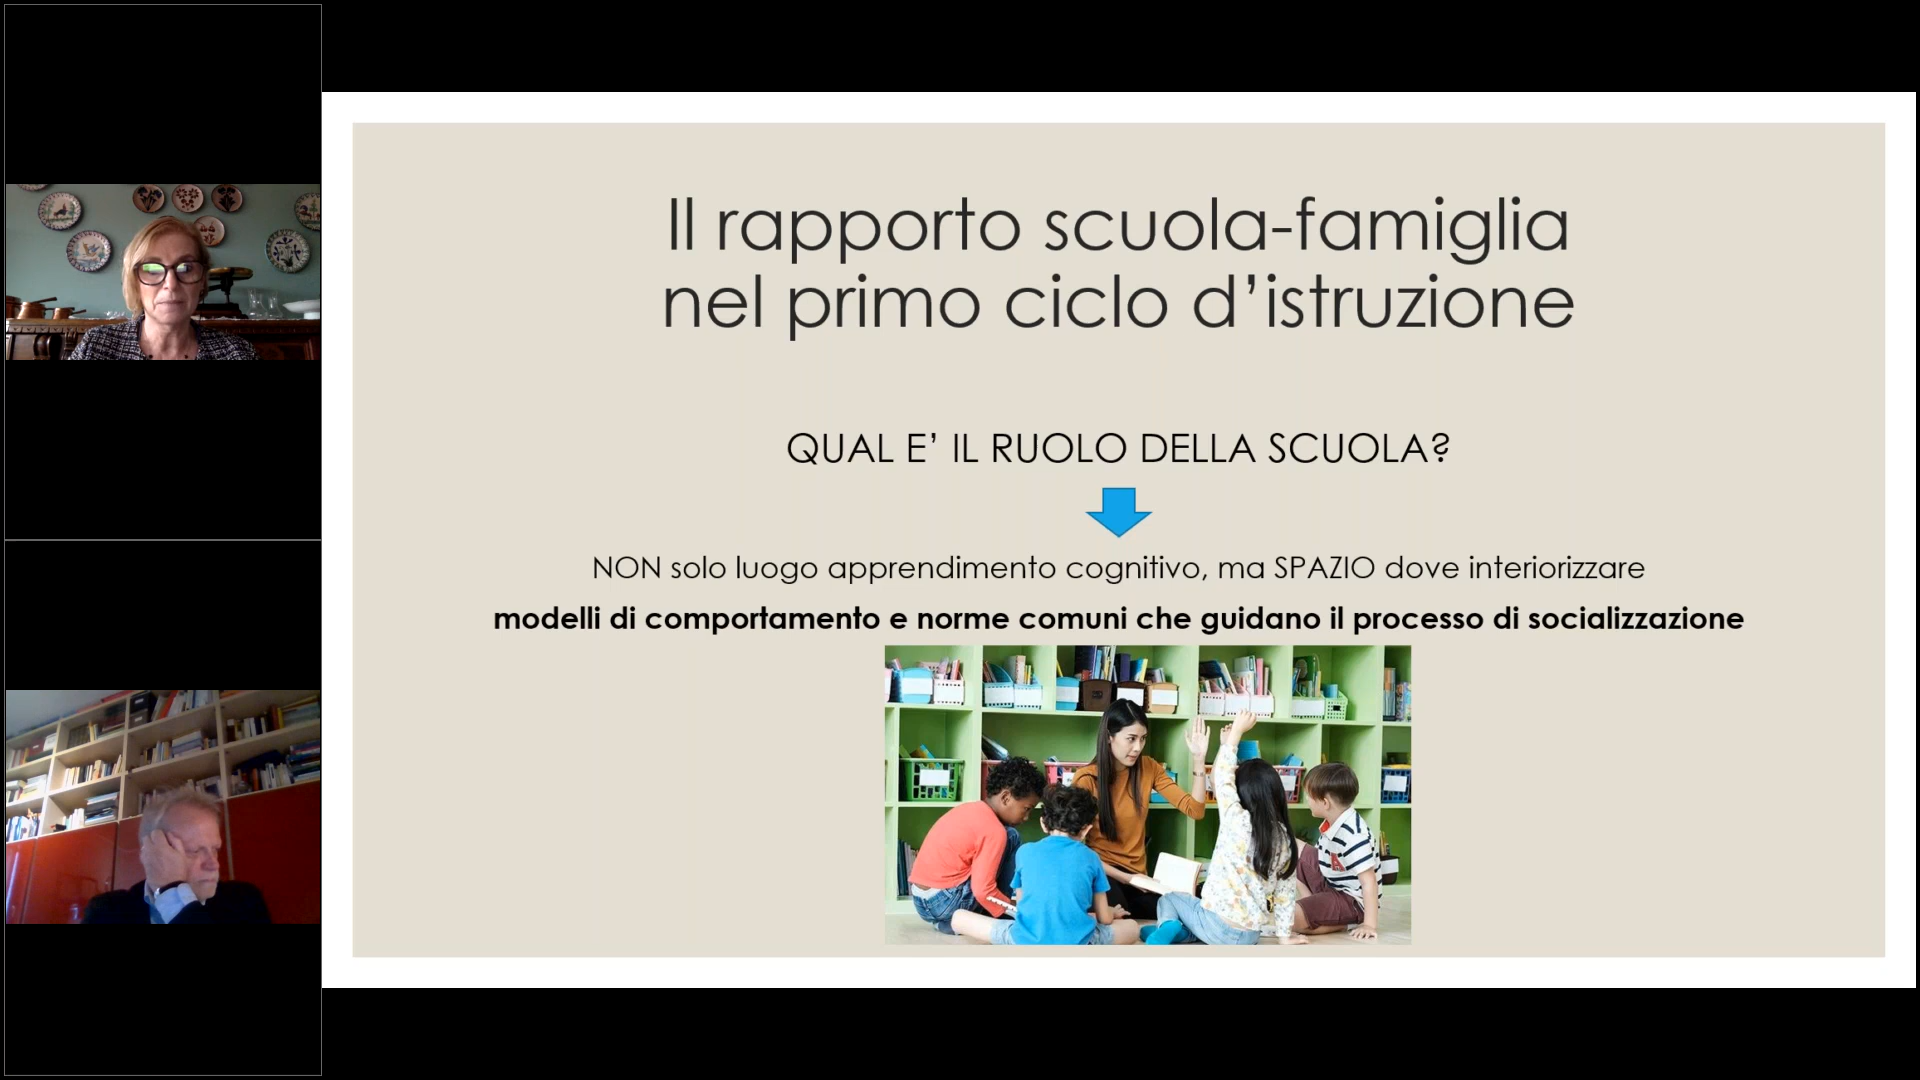 Il rapporto scuola-famiglia
nel primo ciclo d’istruzione
QUAL E’ IL RUOLO DELLA SCUOLA?
NON solo luogo apprendimento cognitivo, ma SPAZIO dove interiorizzare
modelli di comportamento e norme comuni che guidano il processo di socializzazione